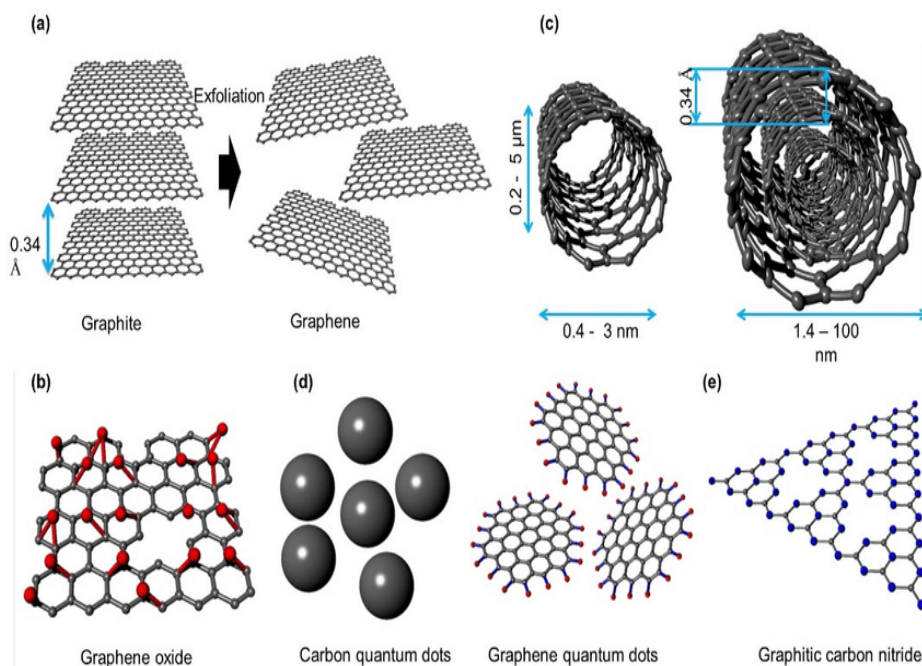 (a)
Exfoliation
0.34
Å
Graphite
Graphene
(c)
0.2 - 5 µm
0.34 Å
0.4 - 3 nm
1.4 – 100
nm
(b)
Graphene oxide
(d)
Carbon quantum dots
Graphene quantum dots
(e)
Graphitic carbon nitride